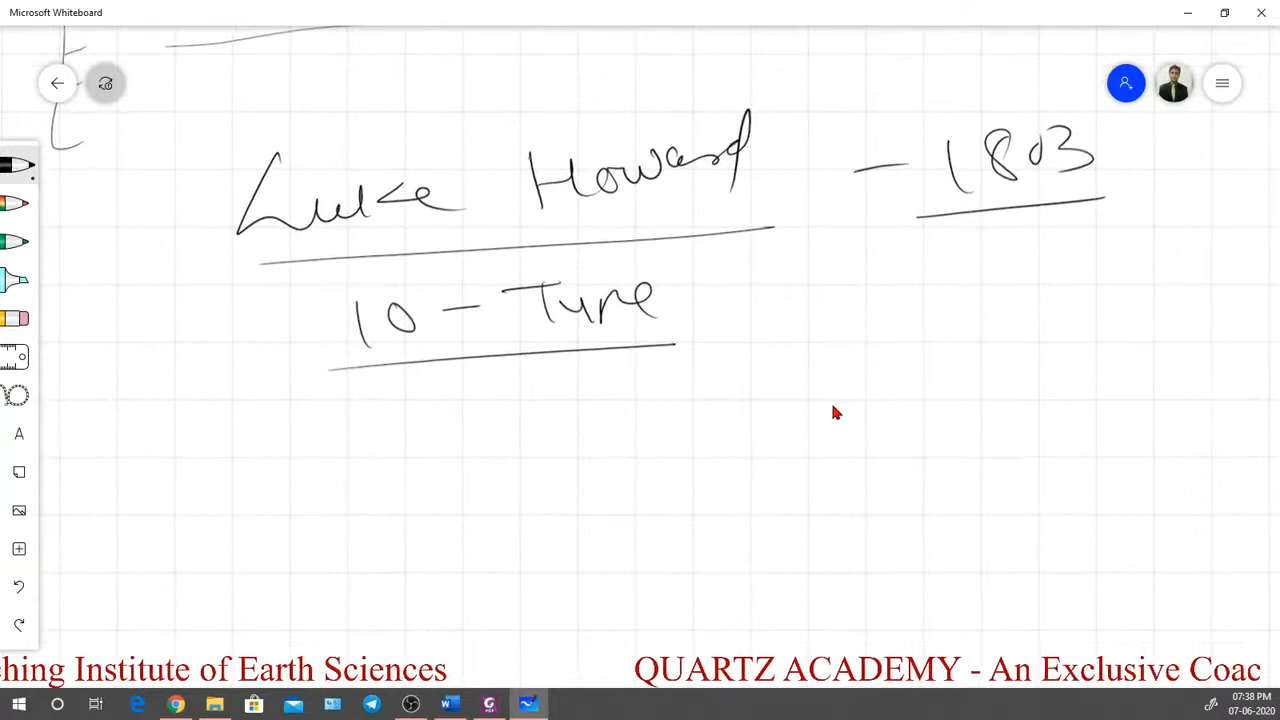 Microsoft Whiteboard
Luke Howard - 1803
10 - Type
A
ching Institute of Earth Sciences QUARTZ ACADEMY - An Exclusive Coac
07:38 PM
07-06-2020